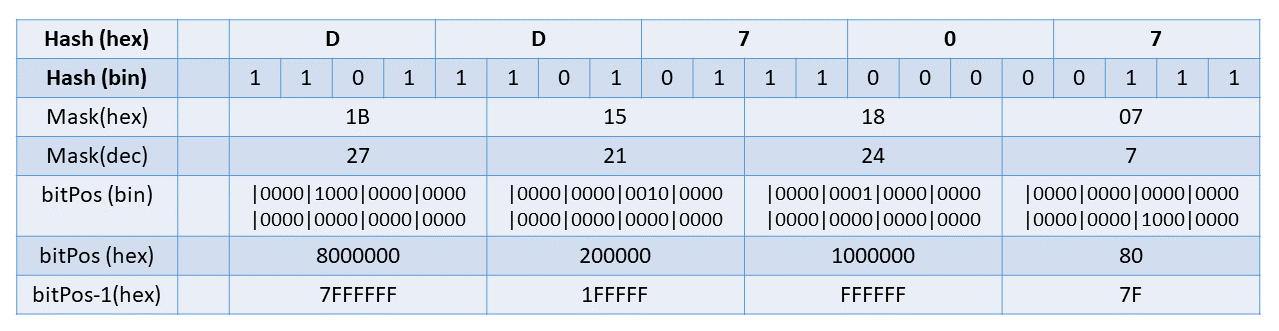 Hash (hex) D D 7 0 7
Hash (bin) 1 1 0 1 1 1 0 1 0 1 1 1 0 0 0 0 0 1 1 1
Mask(hex) 1B 15 18 07
Mask(dec) 27 21 24 7
bitPos (bin) |0000|1000|0000|0000 |0000|0000|0010|0000 |0000|0001|0000|0000 |0000|0000|0000|0000
|0000|0000|0000|0000 |0000|0000|0000|0000 |0000|0000|0000|0000 |0000|0000|1000|0000
bitPos (hex) 8000000 200000 1000000 80
bitPos-1(hex) 7FFFFFF 1FFFFF FFFFFF 7F